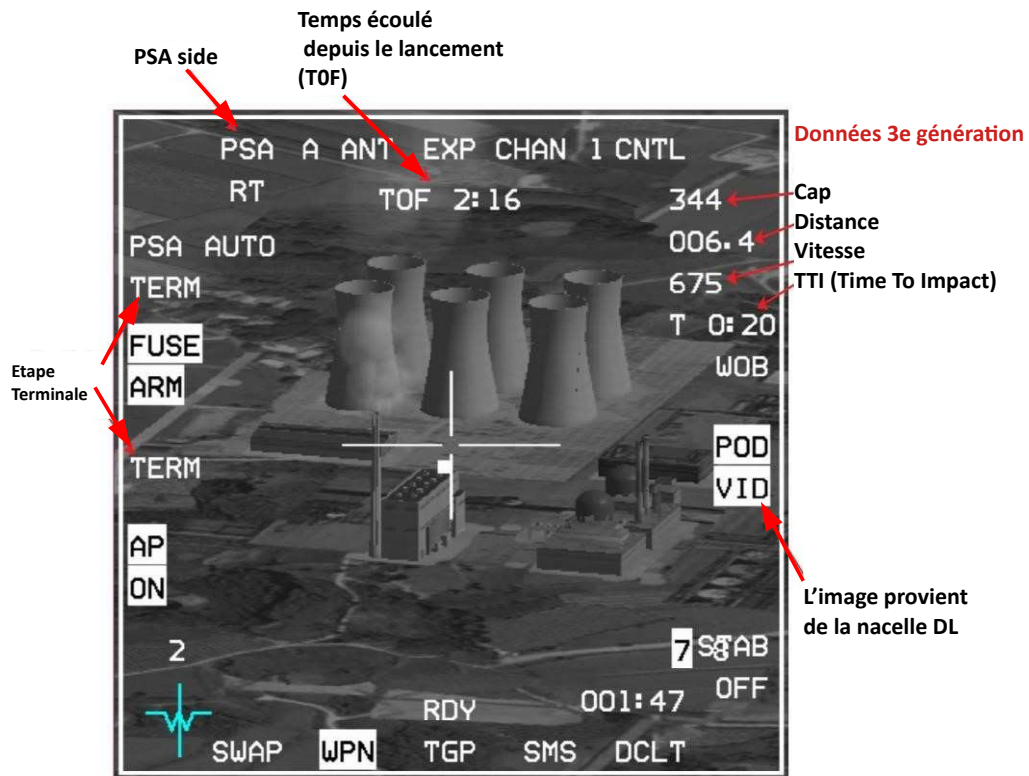 Temps écoulé
depuis le lancement
(TOF)
PSA side
Données 3e génération
PSA A ANT EXP CHAN 1 CNTL
RT
TOF 2:16
344
Cap
Distance
006.4
Vitesse
675
TTI (Time To Impact)
T 0:20
PSA AUTO
TERM
WOB
FUSE
ARM
Etape
Terminale
TERM
POD
VID
AP
ON
L'image provient
de la nacelle DL
2
7 STAB
OFF
001:47
RDY
SWAP WPN TGP SMS DCLT